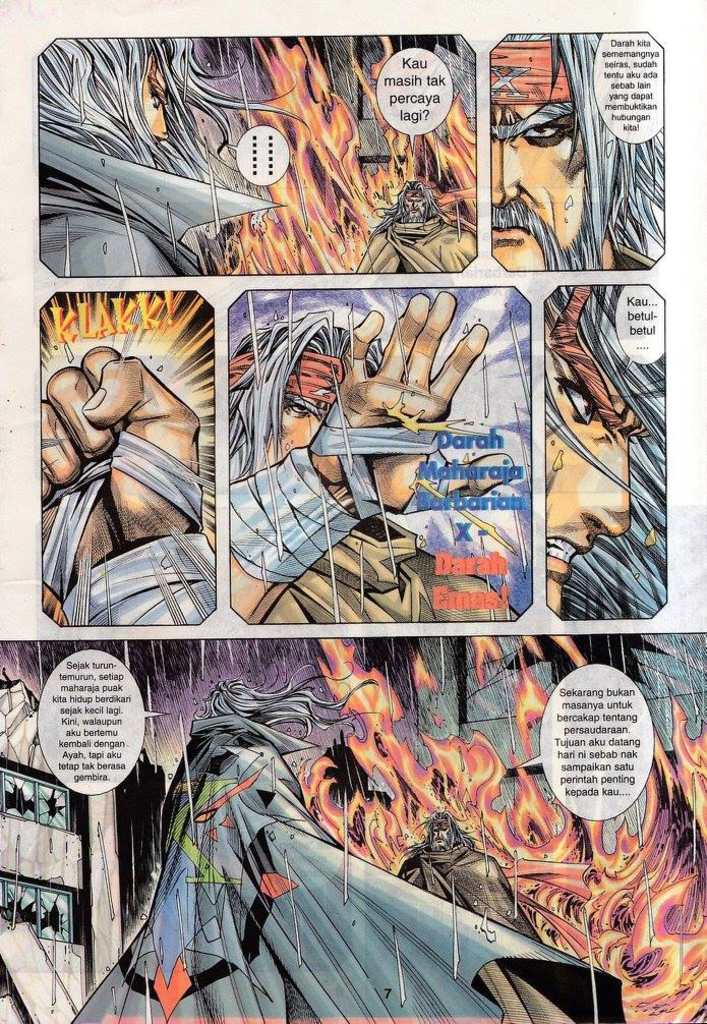 Kau
masih tak
percaya
lagi?
Darah kita
sememangnya
seiras, sudah
tentu aku ada
sebab lain
yang dapat
membuktikan
hubungan
kita!
KLAKK!
Darah
Maharaja
Barbarian
X -
Darah
Emas!
Kau...
betul-
betul
....
Sejak turun-
temurun, setiap
maharaja puak
kita hidup berdikari
sejak kecil lagi.
Kini, walaupun
aku bertemu
kembali dengan
Ayah, tapi aku
tetap tak berasa
gembira.
Sekarang bukan
masanya untuk
bercakap tentang
persaudaraan.
Tujuan aku datang
hari ni sebab nak
sampaikan satu
perintah penting
kepada kau....
7